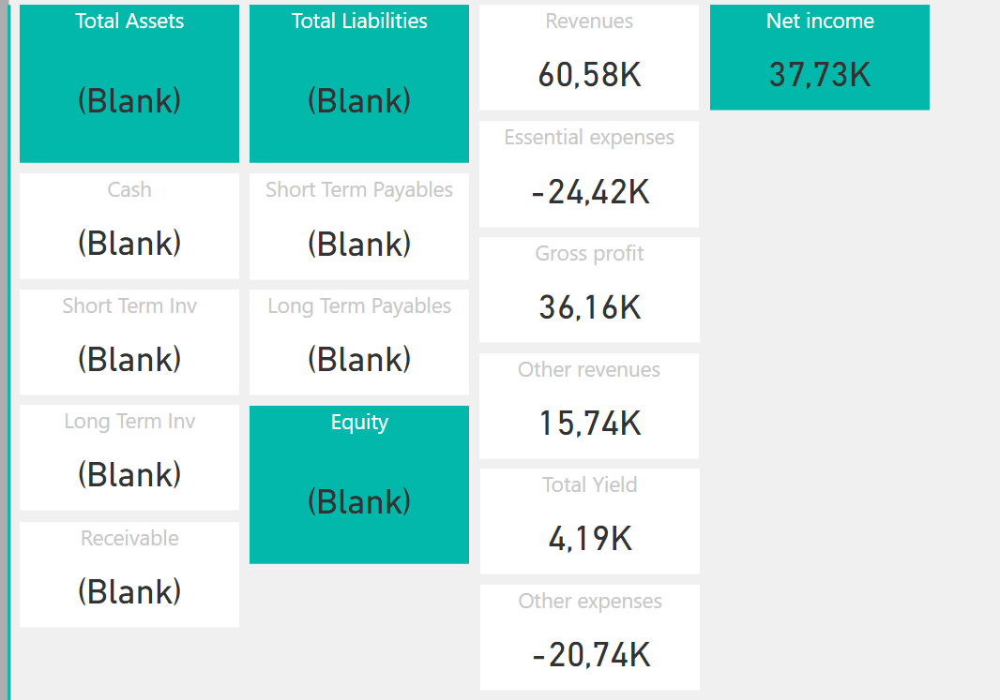 Total Assets
(Blank)
Cash
(Blank)
Short Term Inv
(Blank)
Long Term Inv
(Blank)
Receivable
(Blank)
Total Liabilities
(Blank)
Short Term Payables
(Blank)
Long Term Payables
(Blank)
Equity
(Blank)
Revenues
60,58K
Essential expenses
-24,42K
Gross profit
36,16K
Other revenues
15,74K
Total Yield
4,19K
Other expenses
-20,74K
Net income
37,73K